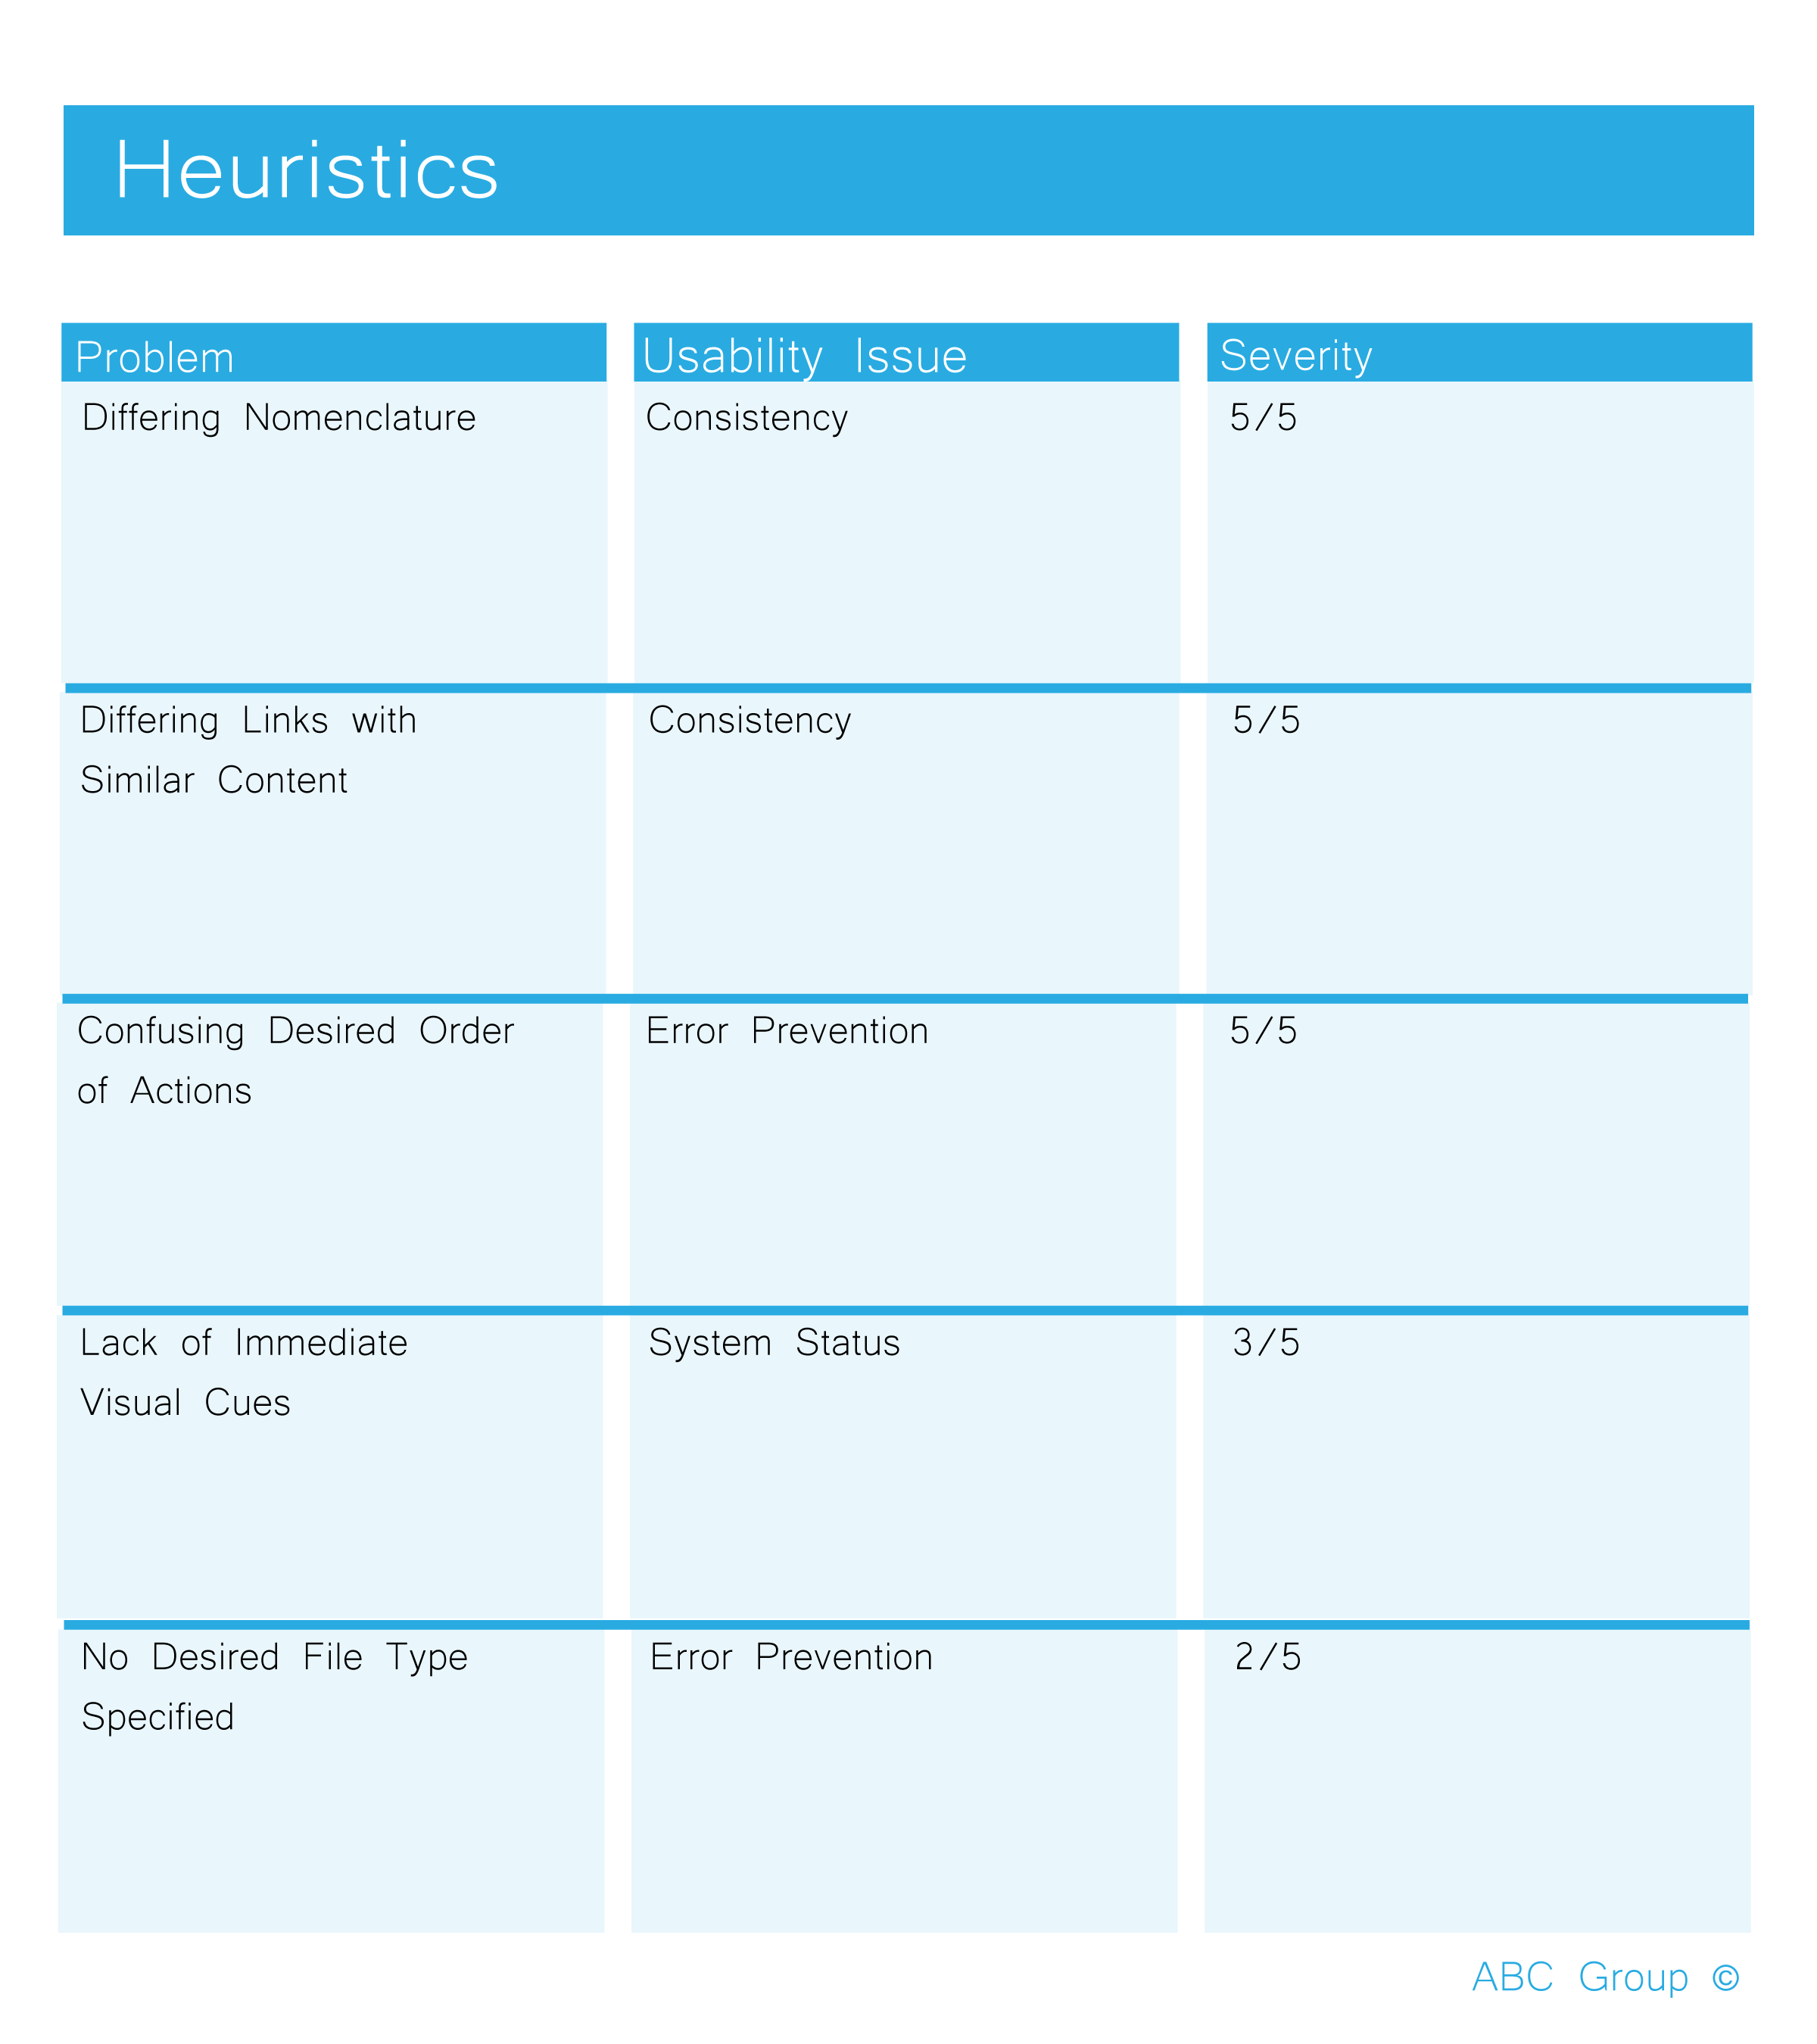 Heuristics
Problem Usability Issue Severity
Differing Nomenclature Consistency 5/5
Differing Links with Consistency 5/5
Similar Content
Confusing Desired Order Error Prevention 5/5
of Actions
Lack of Immediate System Status 3/5
Visual Cues
No Desired File Type Error Prevention 2/5
Specified
ABC Group ©